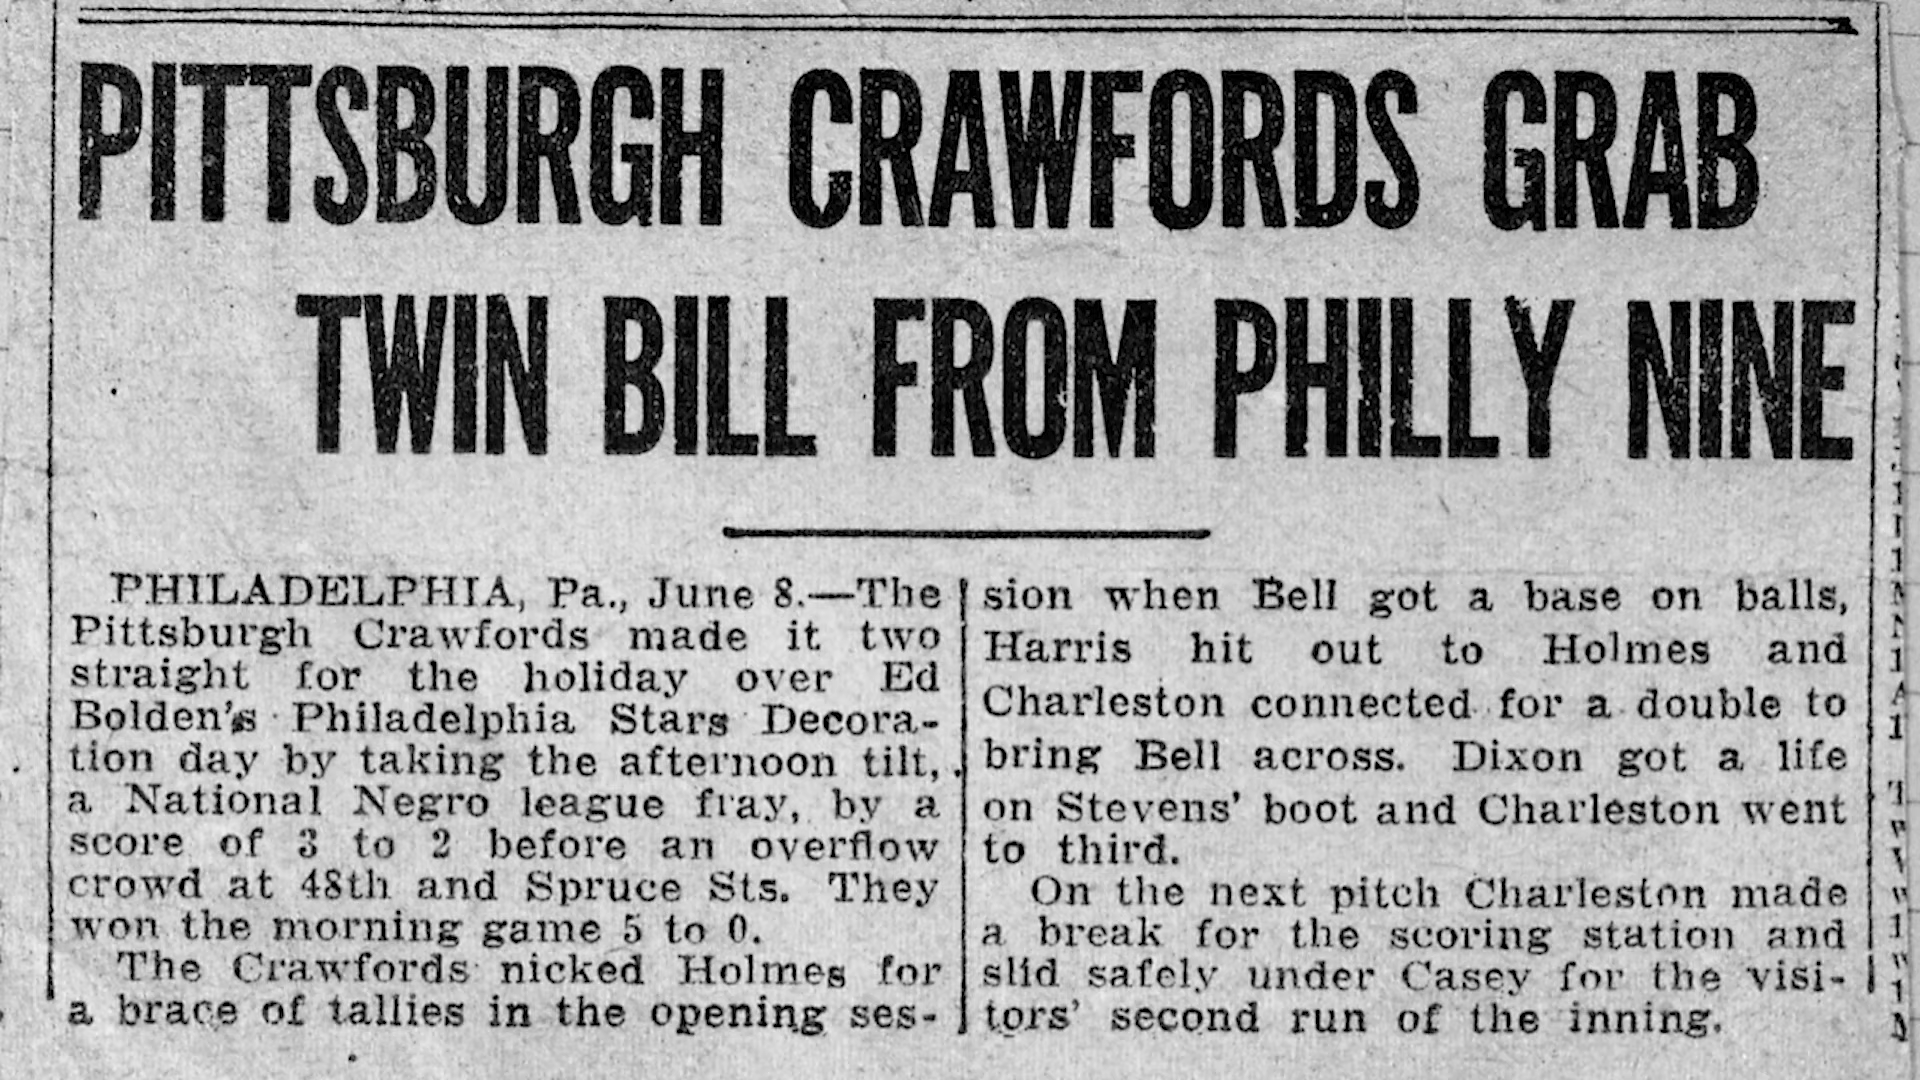 PITTSBURGH CRAWFORDS GRAB
TWIN BILL FROM PHILLY NINE
PHILADELPHIA, Pa., June 8.—The
Pittsburgh Crawfords made it two
straight for the holiday over Ed
Bolden's Philadelphia Stars Decora-
tion day by taking the afternoon tilt,
a National Negro league fray, by a
score of 3 to 2 before an overflow
crowd at 48th and Spruce Sts. They
won the morning game 5 to 0.
The Crawfords nicked Holmes for
a brace of tallies in the opening ses-
sion when Bell got a base on balls,
Harris hit out to Holmes and
Charleston connected for a double to
bring Bell across. Dixon got a life
on Stevens' boot and Charleston went
to third.
On the next pitch Charleston made
a break for the scoring station and
slid safely under Casey for the visi-
tors' second run of the inning.